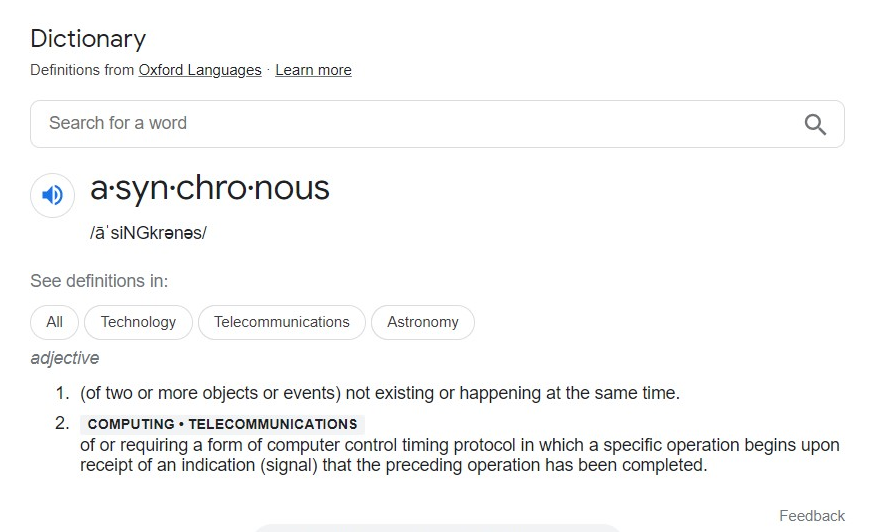 Dictionary
Definitions from Oxford Languages · Learn more
Search for a word
a·syn·chro·nous
/āˈsiNGkrənəs/
See definitions in:
All Technology Telecommunications Astronomy
adjective
1. (of two or more objects or events) not existing or happening at the same time.
2. COMPUTING • TELECOMMUNICATIONS
of or requiring a form of computer control timing protocol in which a specific operation begins upon
receipt of an indication (signal) that the preceding operation has been completed.
Feedback